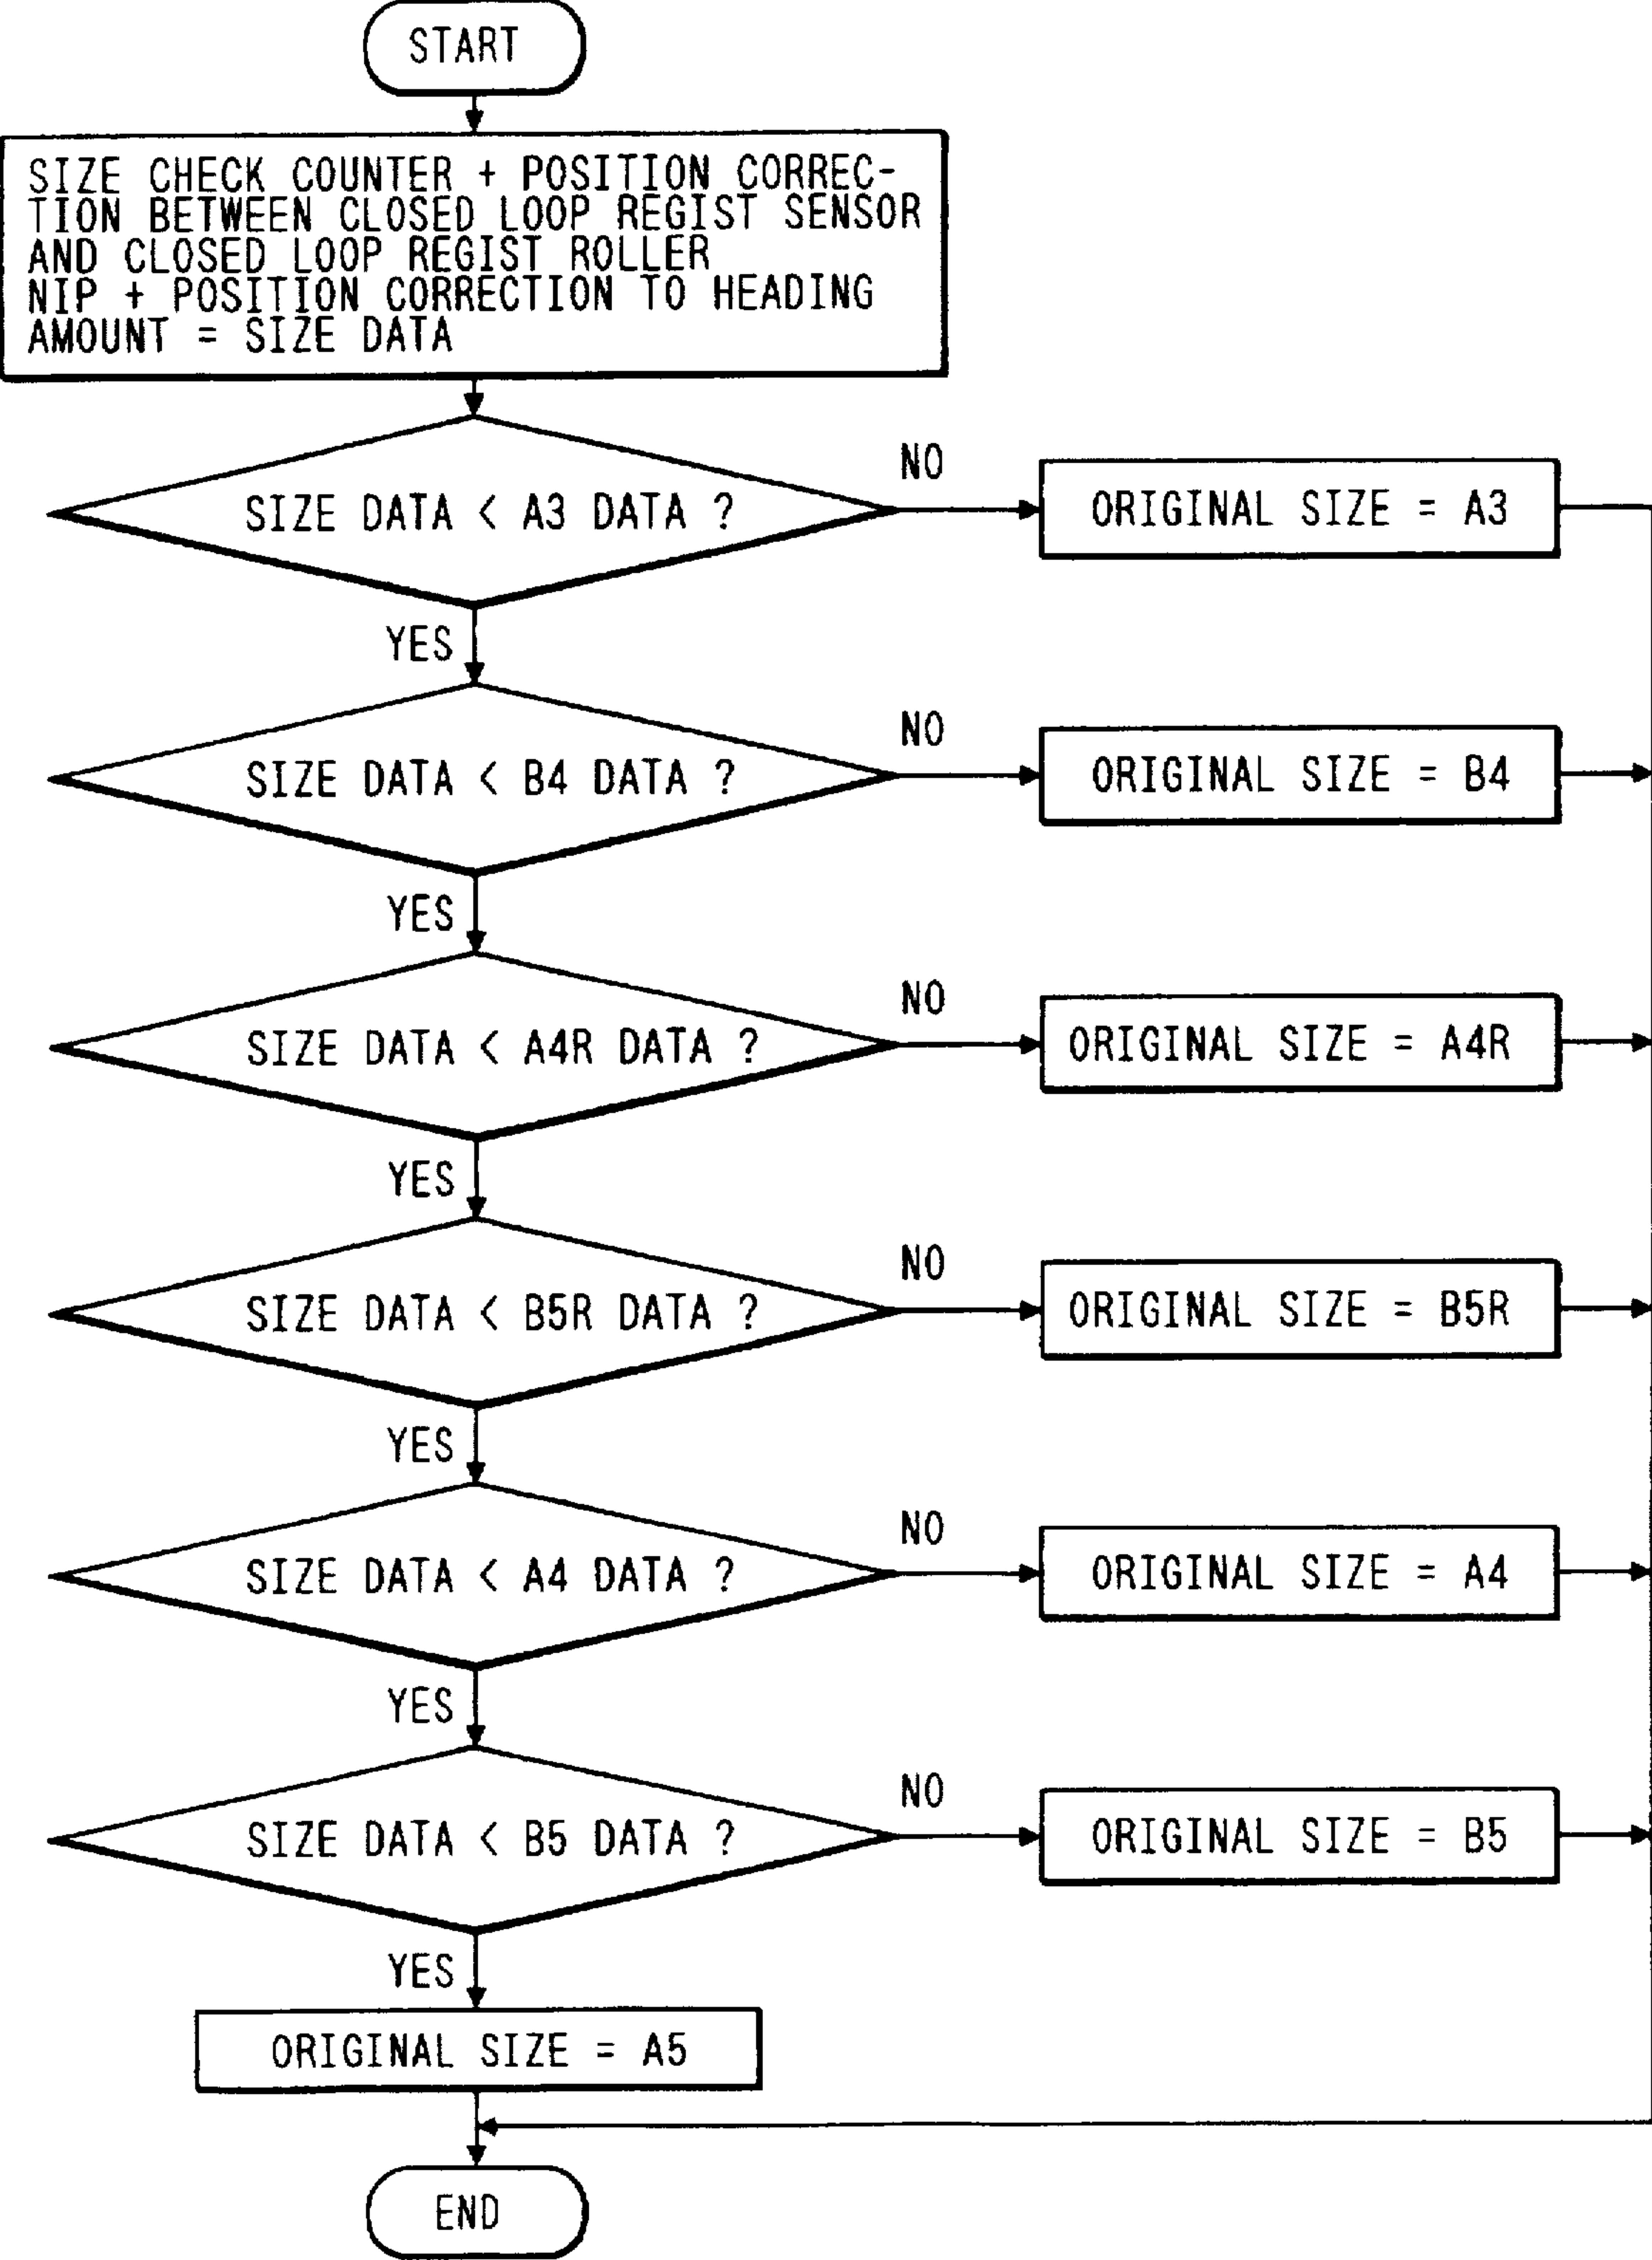 START
SIZE CHECK COUNTER + POSITION CORREC-
TION BETWEEN CLOSED LOOP REGIST SENSOR
AND CLOSED LOOP REGIST ROLLER
NIP + POSITION CORRECTION TO HEADING
AMOUNT = SIZE DATA
SIZE DATA < A3 DATA ?
NO
ORIGINAL SIZE = A3
YES
SIZE DATA < B4 DATA ?
NO
ORIGINAL SIZE = B4
YES
SIZE DATA < A4R DATA ?
NO
ORIGINAL SIZE = A4R
YES
SIZE DATA < B5R DATA ?
NO
ORIGINAL SIZE = B5R
YES
SIZE DATA < A4 DATA ?
NO
ORIGINAL SIZE = A4
YES
SIZE DATA < B5 DATA ?
NO
ORIGINAL SIZE = B5
YES
ORIGINAL SIZE = A5
END